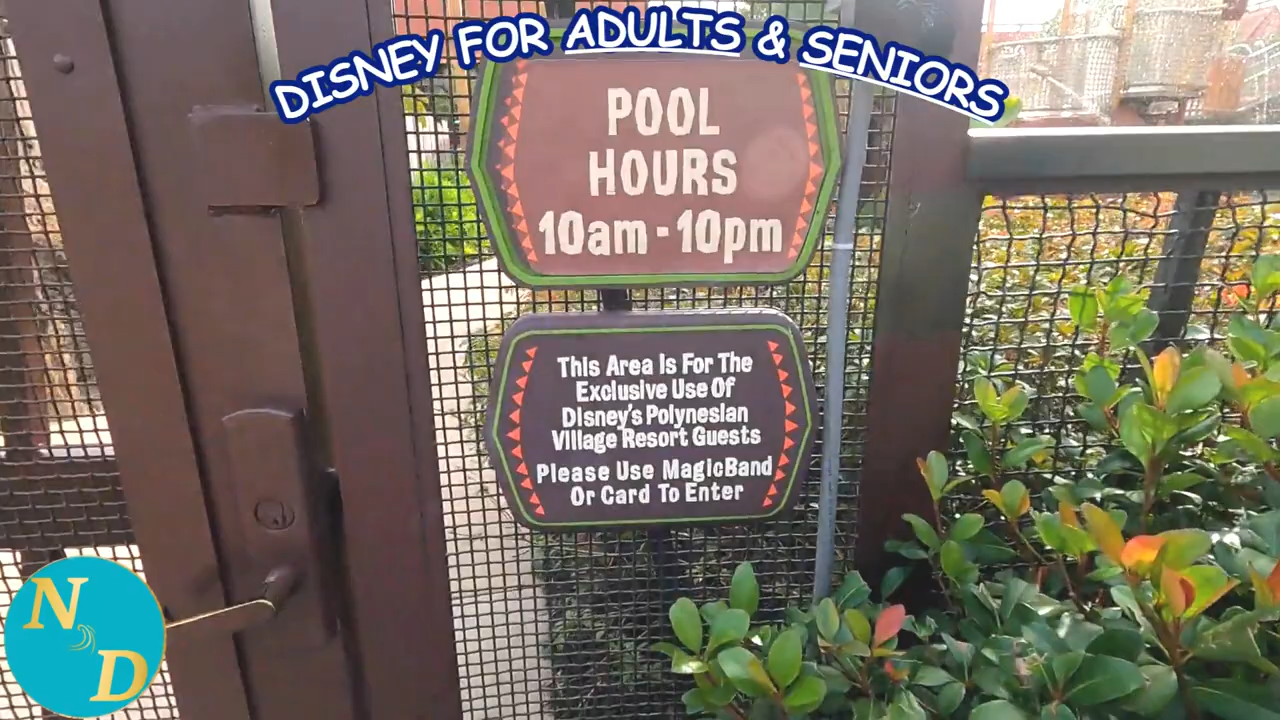 DISNEY FOR ADULTS & SENIORS
POOL
HOURS
10am - 10pm
This Area Is For The
Exclusive Use Of
Disney's Polynesian
Village Resort Guests
Please Use MagicBand
Or Card To Enter
N
D